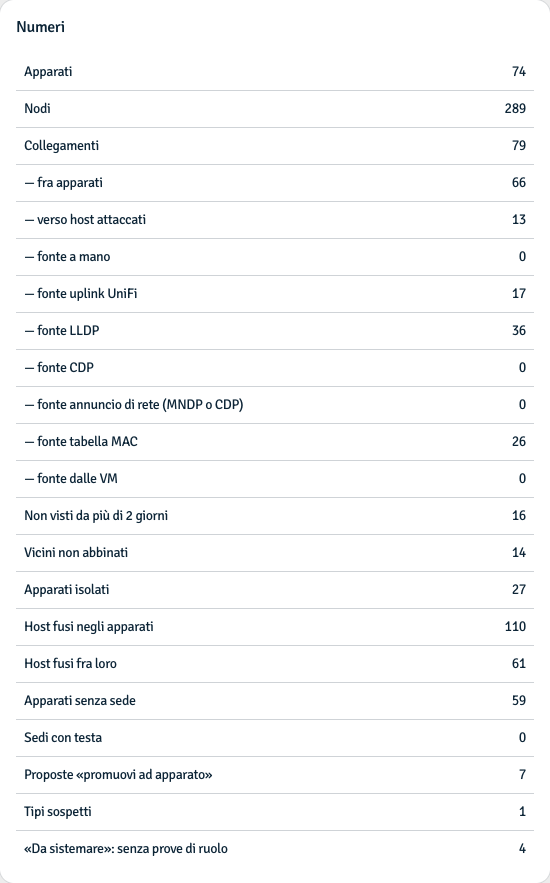 Numeri
Apparati 74
Nodi 289
Collegamenti 79
— fra apparati 66
— verso host attaccati 13
— fonte a mano 0
— fonte uplink UniFi 17
— fonte LLDP 36
— fonte CDP 0
— fonte annuncio di rete (MNDP o CDP) 0
— fonte tabella MAC 26
— fonte dalle VM 0
Non visti da più di 2 giorni 16
Vicini non abbinati 14
Apparati isolati 27
Host fusi negli apparati 110
Host fusi fra loro 61
Apparati senza sede 59
Sedi con testa 0
Proposte «promuovi ad apparato» 7
Tipi sospetti 1
«Da sistemare»: senza prove di ruolo 4